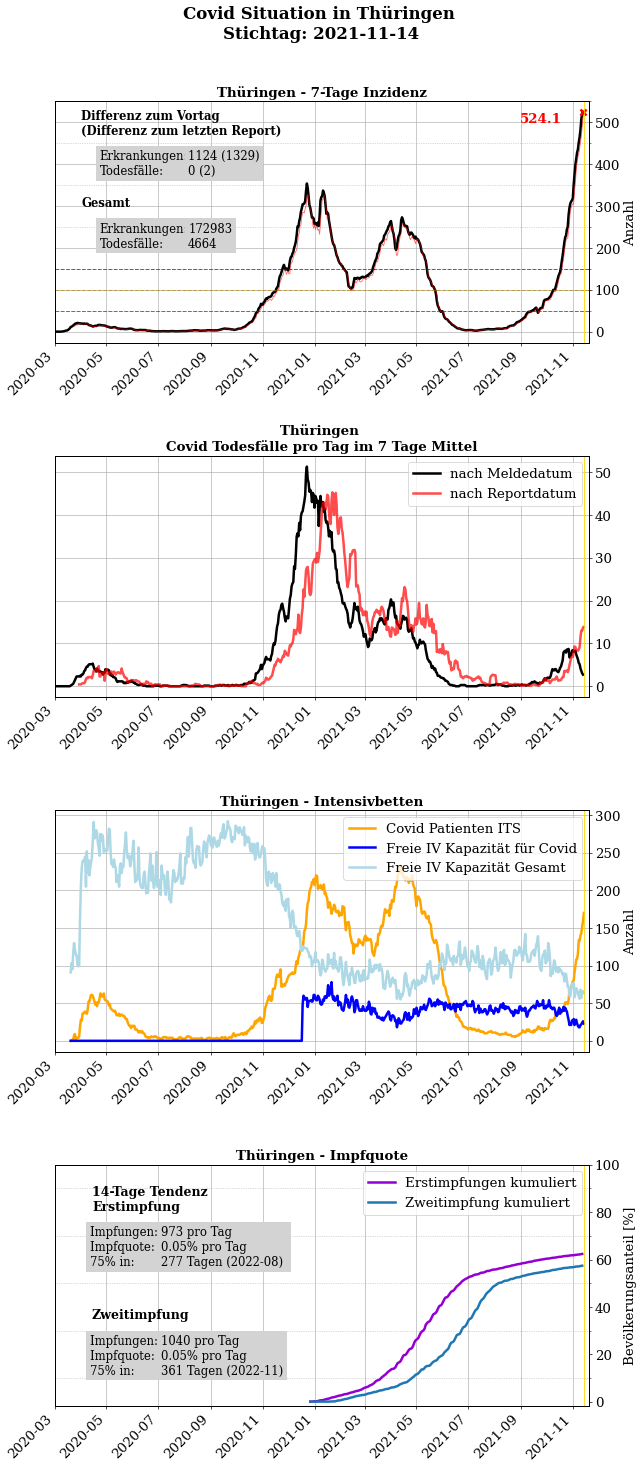 Covid Situation in Thüringen
Stichtag: 2021-11-14
Thüringen - 7-Tage Inzidenz
Differenz zum Vortag
(Differenz zum letzten Report)
Erkrankungen 1124 (1329)
Todesfälle: 0 (2)
Gesamt
Erkrankungen 172983
Todesfälle: 4664
524.1
500
400
300
200
100
0
Anzahl
2020-03
2020-05
2020-07
2020-09
2020-11
2021-01
2021-03
2021-05
2021-07
2021-09
2021-11
Thüringen
Covid Todesfälle pro Tag im 7 Tage Mittel
nach Meldedatum
nach Reportdatum
50
40
30
20
10
0
2020-03
2020-05
2020-07
2020-09
2020-11
2021-01
2021-03
2021-05
2021-07
2021-09
2021-11
Thüringen - Intensivbetten
Covid Patienten ITS
Freie IV Kapazität für Covid
Freie IV Kapazität Gesamt
300
250
200
150
100
50
0
Anzahl
2020-03
2020-05
2020-07
2020-09
2020-11
2021-01
2021-03
2021-05
2021-07
2021-09
2021-11
Thüringen - Impfquote
Erstimpfungen kumuliert
Zweitimpfung kumuliert
14-Tage Tendenz
Erstimpfung
Impfungen: 973 pro Tag
Impfquote: 0.05% pro Tag
75% in: 277 Tagen (2022-08)
Zweitimpfung
Impfungen: 1040 pro Tag
Impfquote: 0.05% pro Tag
75% in: 361 Tagen (2022-11)
100
80
60
40
20
0
Bevölkerungsanteil [%]
2020-03
2020-05
2020-07
2020-09
2020-11
2021-01
2021-03
2021-05
2021-07
2021-09
2021-11